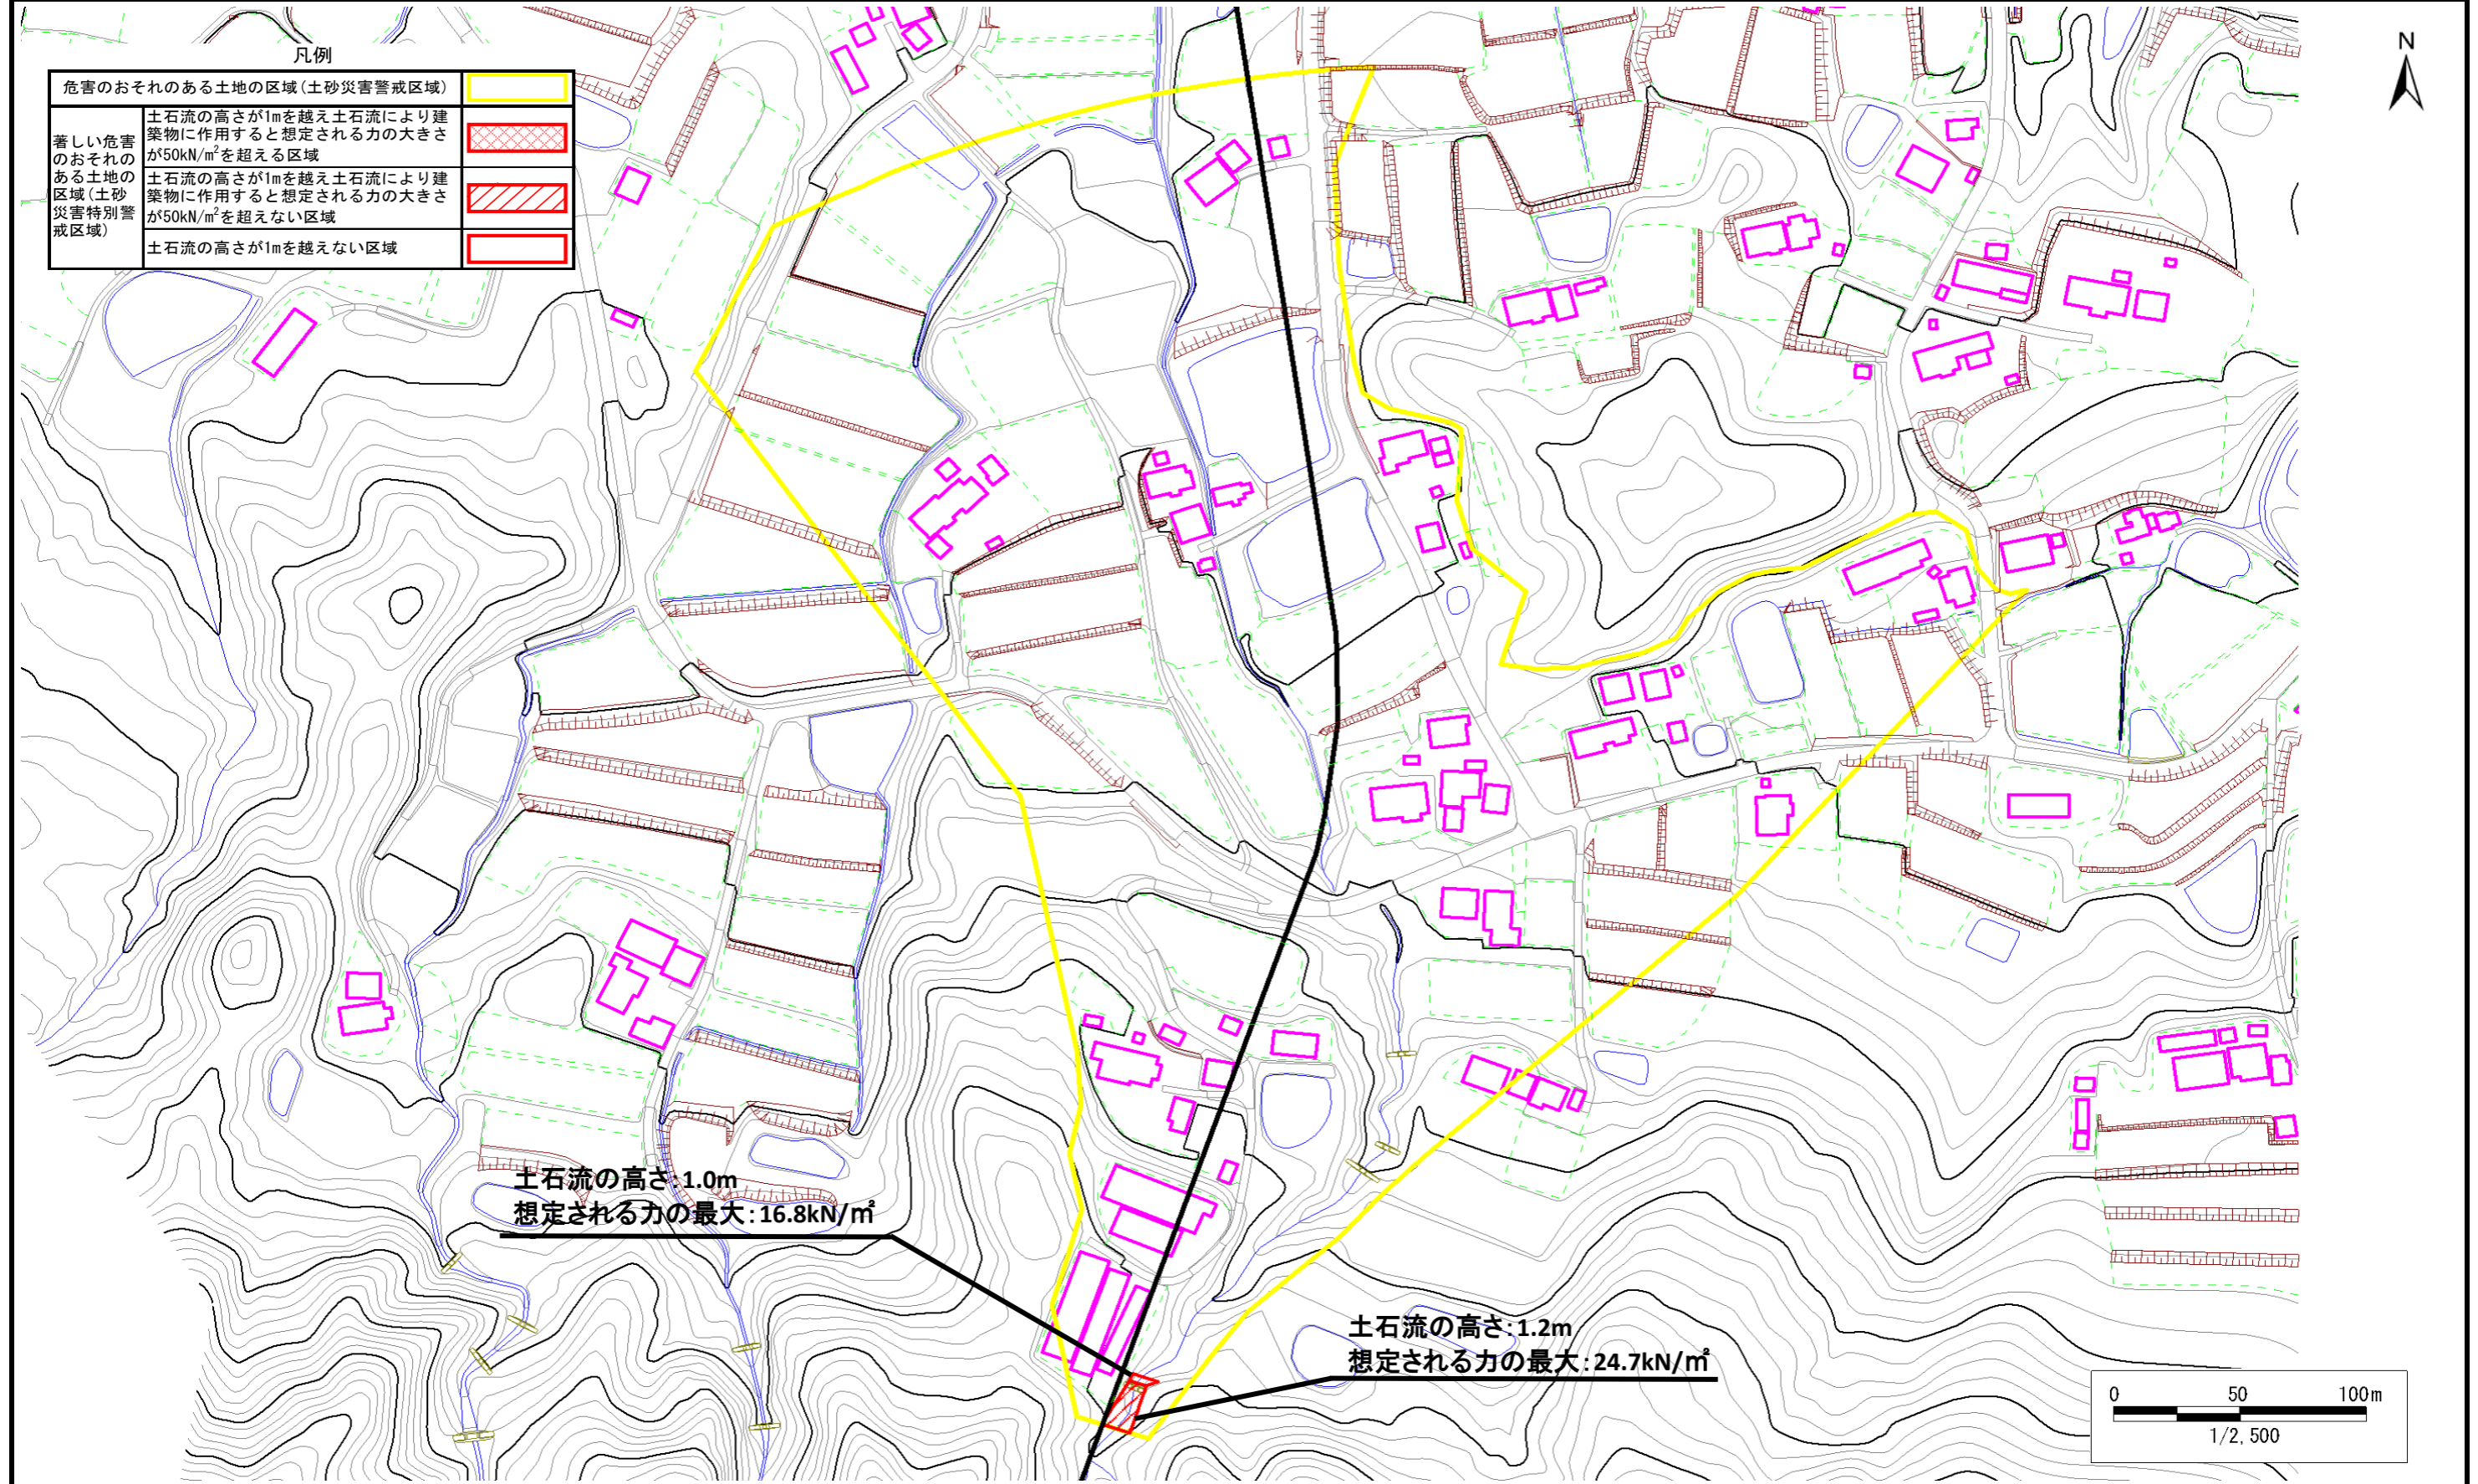 凡例
危害のおそれのある土地の区域(土砂災害警戒区域)
著しい危害
のおそれの
ある土地の
区域(土砂
災害特別警
戒区域)
土石流の高さが1mを越え土石流により建
築物に作用すると想定される力の大きさ
が50kN/m²を超える区域
土石流の高さが1mを越え土石流により建
築物に作用すると想定される力の大きさ
が50kN/m²を超えない区域
土石流の高さが1mを越えない区域
N
土石流の高さ:1.0m
想定される力の最大:16.8kN/㎡
土石流の高さ:1.2m
想定される力の最大:24.7kN/㎡
0 50 100m
1/2,500